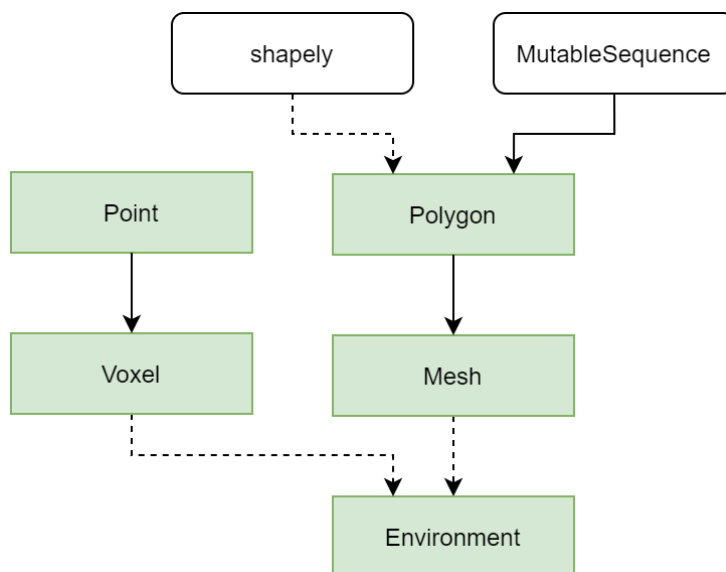 shapely
MutableSequence
Point
Polygon
Voxel
Mesh
Environment